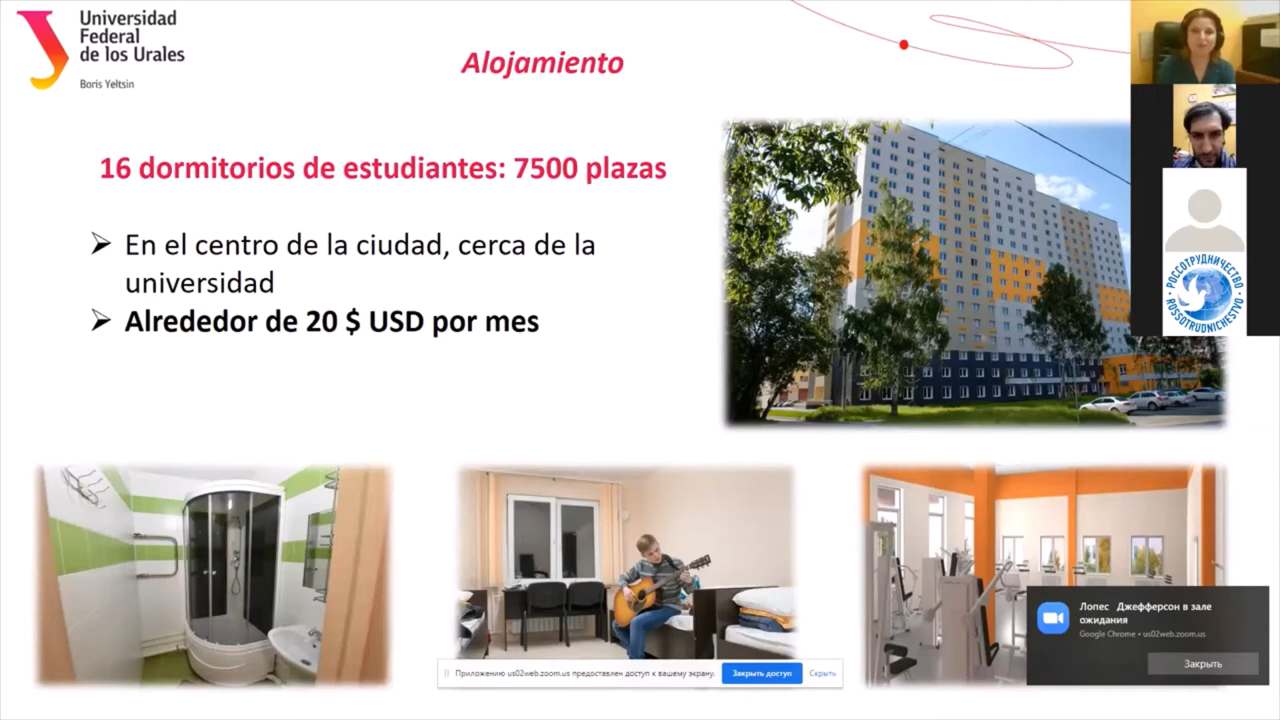 Universidad
Federal
de los Urales
Boris Yeltsin
Alojamiento
16 dormitorios de estudiantes: 7500 plazas
En el centro de la ciudad, cerca de la
universidad
Alrededor de 20 $ USD por mes
РОССОТРУДНИЧЕСТВО
ROSSOTRUDNICHESTVO
Лопес Джефферсон в зале
ожидания
Google Chrome • us02web.zoom.us
Закрыть
Приложению us02web.zoom.us предоставлен доступ к вашему экрану.
Закрыть доступ
Скрыть